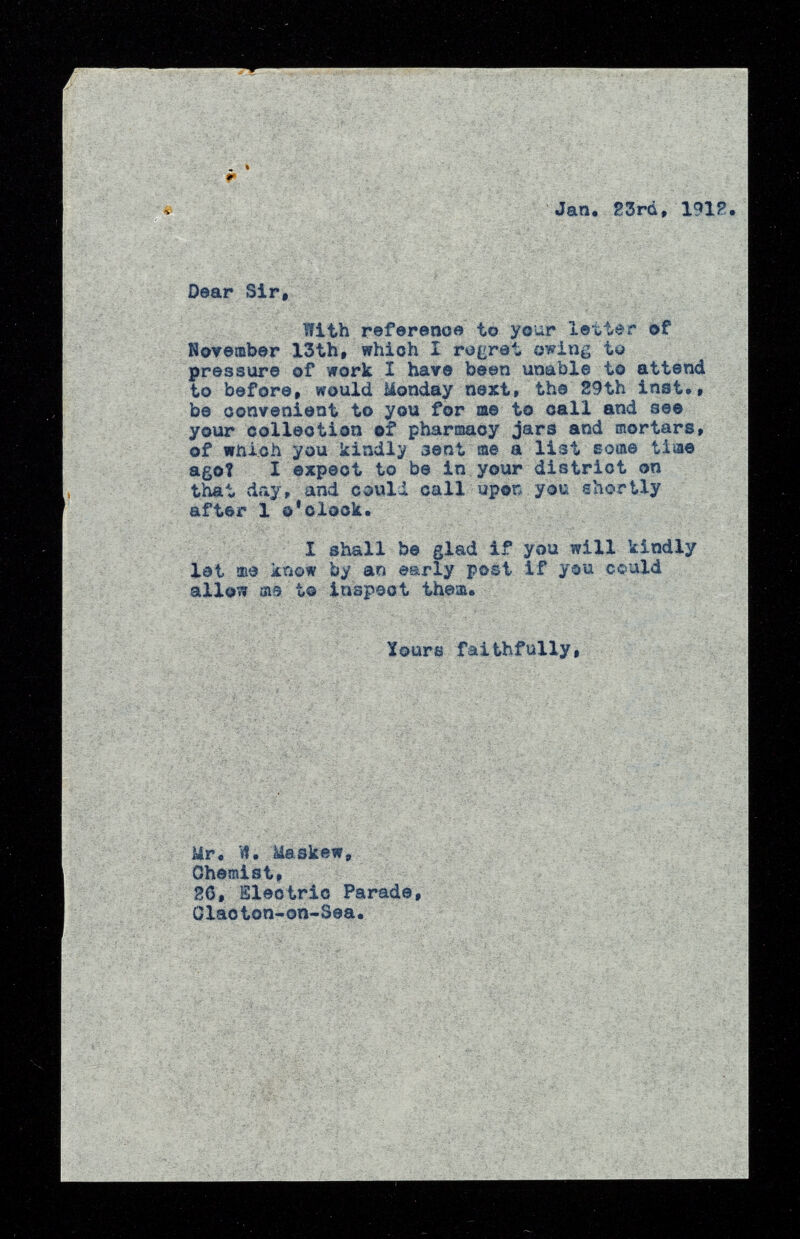 Jan. 23rd, 1912.
Dear Sir,
With reference to your letter of
November 13th, which I regret owing to
pressure of work I have been unable to attend
to before, would Monday next, the 29th inst.,
be convenient to you for me to call and see
your collection of pharmacy jars and mortars,
of which you kindly sent me a list some time
ago? I expect to be in your district on
that day, and could call upon you shortly
after 1 o'clock.
I shall be glad if you will kindly
let me know by an early post if you could
allow me to inspect them.
Yours faithfully,
Mr. W. Maskew,
Chemist,
26, Electric Parade,
Clacton-on-Sea.